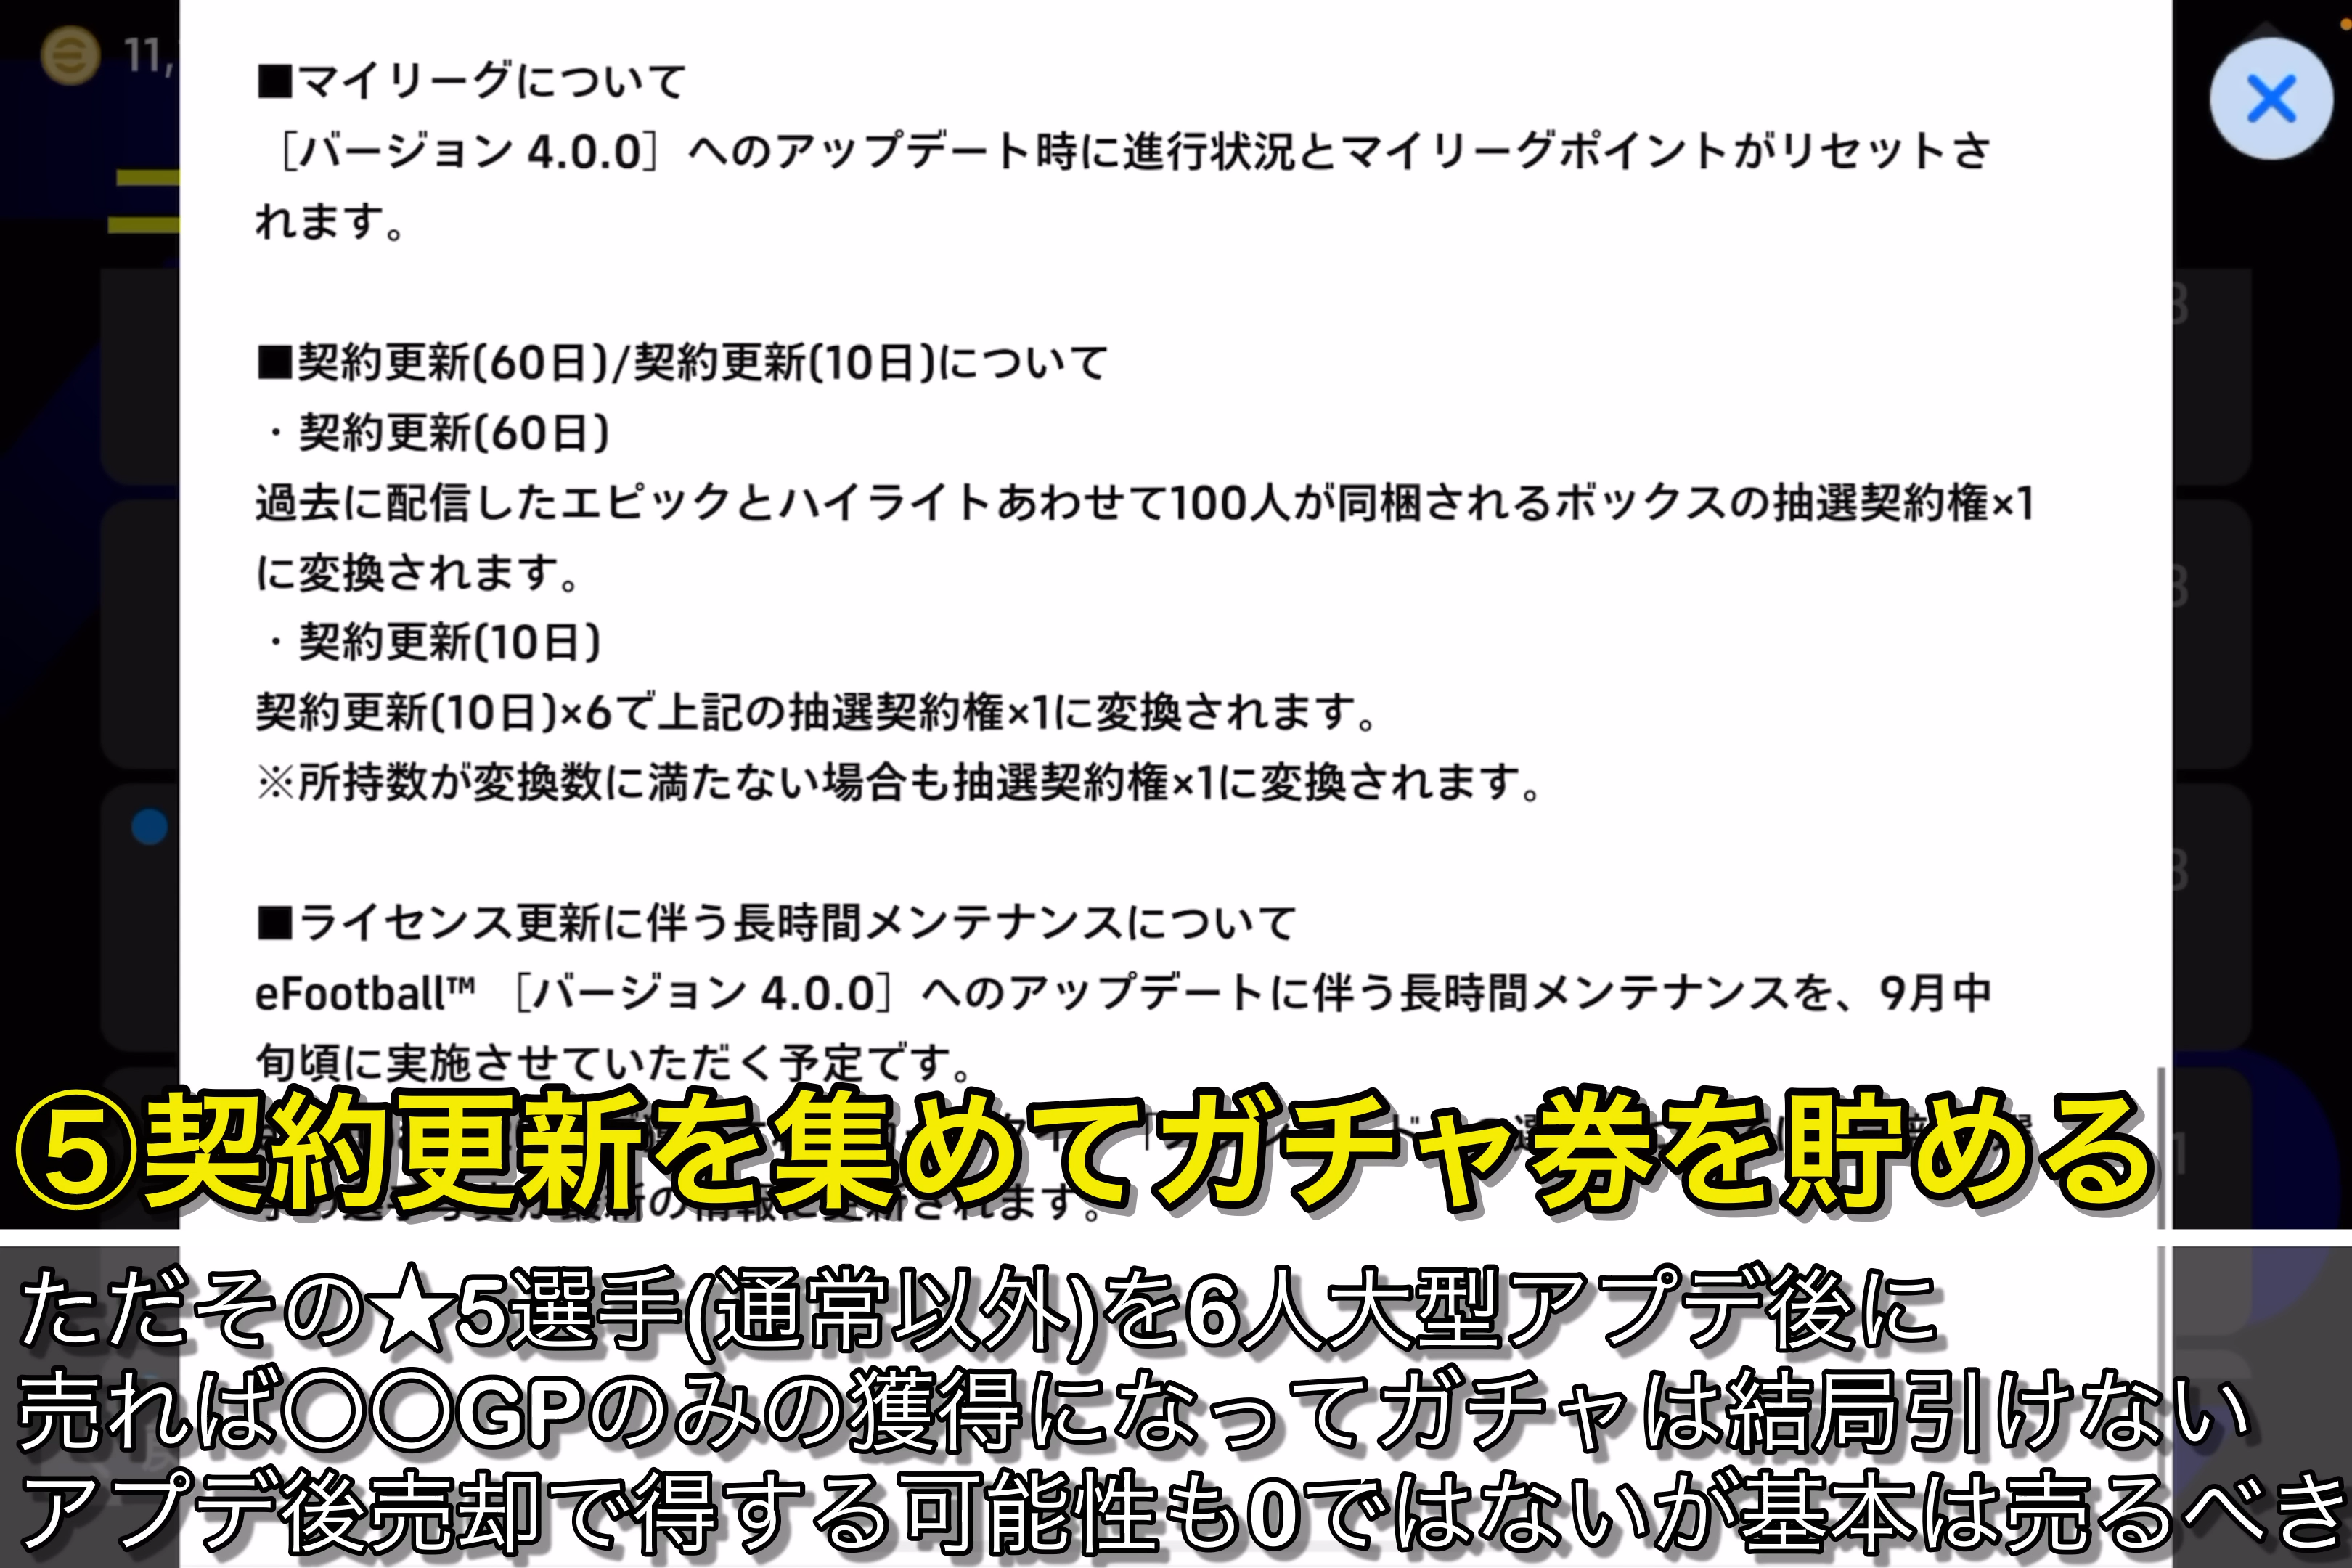 11,
■マイリーグについて
［バージョン 4.0.0］へのアップデート時に進行状況とマイリーグポイントがリセットさ
れます。
■契約更新(60日)/契約更新(10日)について
・契約更新(60日)
過去に配信したエピックとハイライトあわせて100人が同梱されるボックスの抽選契約権×1
に変換されます。
・契約更新(10日)
契約更新(10日)×6で上記の抽選契約権×1に変換されます。
※所持数が変換数に満たない場合も抽選契約権×1に変換されます。
■ライセンス更新に伴う長時間メンテナンスについて
eFootball™ ［バージョン 4.0.0］へのアップデートに伴う長時間メンテナンスを、9月中
旬頃に実施させていただく予定です。
⑤契約更新を集めてガチャ券を貯める
ただその★5選手(通常以外)を6人大型アプデ後に
売れば〇〇GPのみの獲得になってガチャは結局引けない
アプデ後売却で得する可能性も0ではないが基本は売るべき